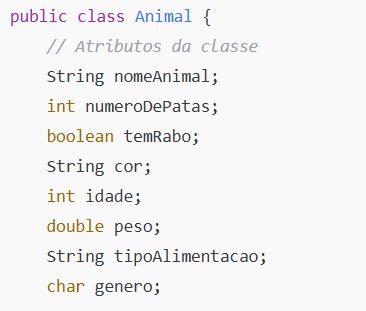 public class Animal {
// Atributos da classe
String nomeAnimal;
int numeroDePatas;
boolean temRabo;
String cor;
int idade;
double peso;
String tipoAlimentacao;
char genero;